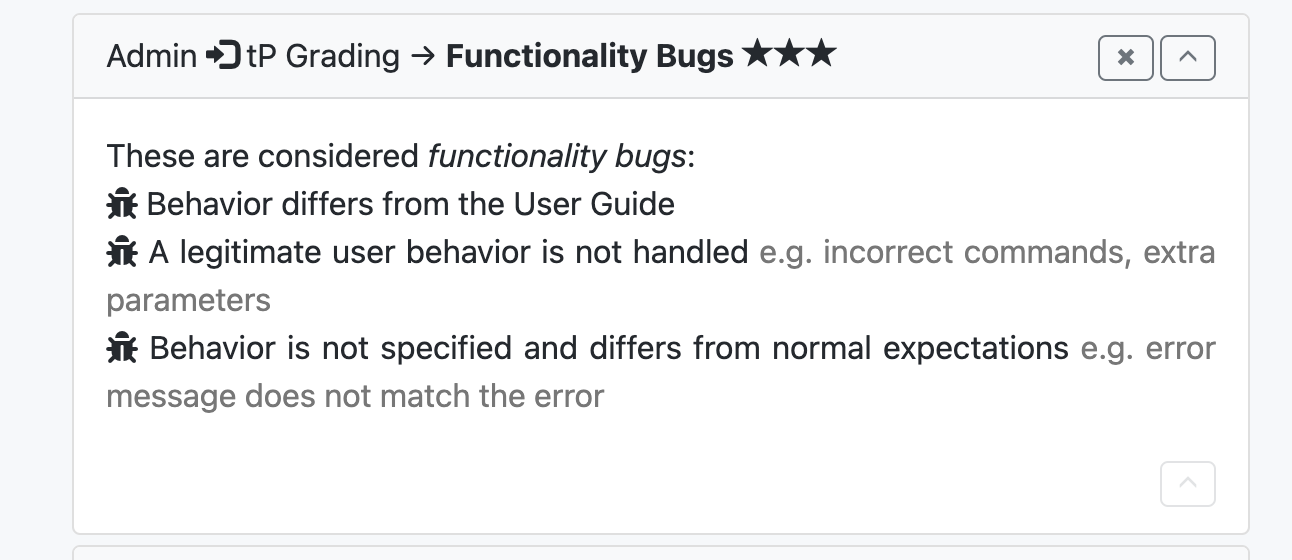 Admin tP Grading → Functionality Bugs ★★★
These are considered functionality bugs:
Behavior differs from the User Guide
A legitimate user behavior is not handled e.g. incorrect commands, extra
parameters
Behavior is not specified and differs from normal expectations e.g. error
message does not match the error